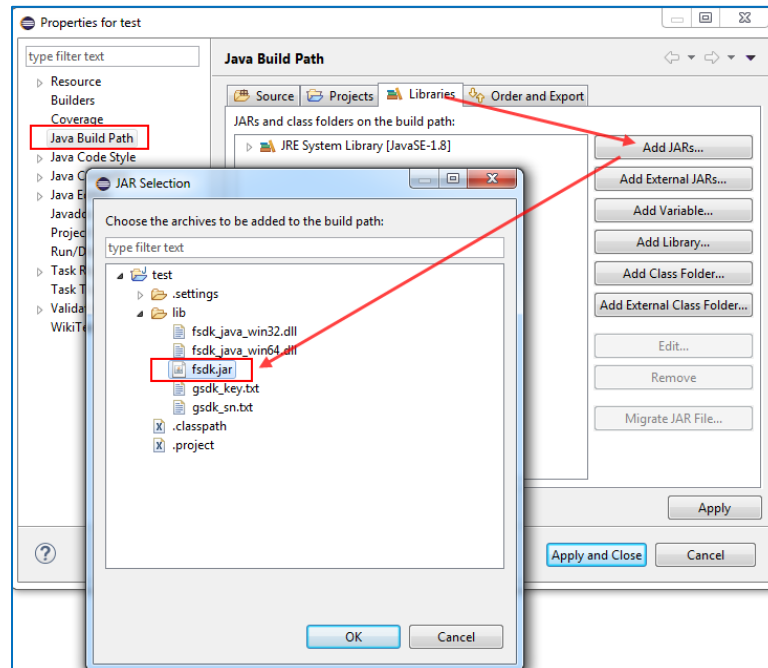 Properties for test
type filter text
Resource
Builders
Coverage
Java Build Path
Java Code Style
Java C
Java E
Javado
Projec
Run/D
Task R
Task T
Valida
WikiTe
Java Build Path
Source
Projects
Libraries
Order and Export
JARs and class folders on the build path:
JRE System Library [JavaSE-1.8]
Add JARs...
Add External JARs...
Add Variable...
Add Library...
Add Class Folder...
Add External Class Folder...
Edit...
Remove
Migrate JAR File...
Apply
Apply and Close
Cancel
JAR Selection
Choose the archives to be added to the build path:
type filter text
test
.settings
lib
fsdk_java_win32.dll
fsdk_java_win64.dll
fsdk.jar
gsdk_key.txt
gsdk_sn.txt
.classpath
.project
OK
Cancel